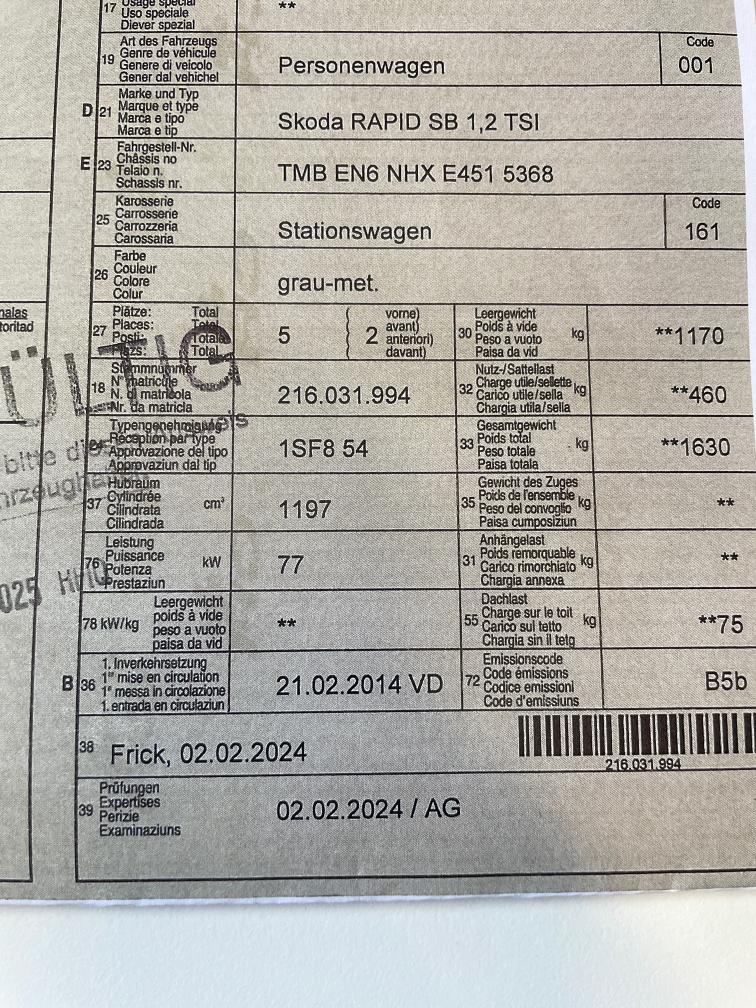 17 Usage spécial
Uso speciale
Diever spezial
**
19 Art des Fahrzeugs
Genre de véhicule
Genere di veicolo
Gener dal vehichel
Personenwagen
Code
001
D 21 Marke und Typ
Marque et type
Marca e tipo
Marca e tip
Skoda RAPID SB 1,2 TSI
E 23 Fahrgestell-Nr.
Châssis no
Telaio n.
Schassis nr.
TMB EN6 NHX E451 5368
25 Karosserie
Carrosserie
Carrozzeria
Carossaria
Stationswagen
Code
161
26 Farbe
Couleur
Colore
Colur
grau-met.
27 Plätze: Total
Places: Total
Posti: Totale
Total
5 ( 2 vorne)
avant)
anteriori)
davant)
30 Leergewicht
Poids à vide
Peso a vuoto
Paisa da vid
kg
**1170
18 Stammnummer
N° matricule
N. di matricola
Nr. da matricla
216.031.994
32 Nutz-/Sattellast
Charge utile/sellette
Carico utile/sella
Chargia utila/sella
kg
**460
Typengenehmigung
Réception par type
Approvazione del tipo
Approvaziun dal tip
1SF8 54
33 Gesamtgewicht
Poids total
Peso totale
Paisa totala
kg
**1630
37 Hubraum
Cylindrée
Cilindrata
Cilindrada
cm³
1197
35 Gewicht des Zuges
Poids de l'ensemble
Peso del convoglio
Paisa cumposiziun
kg
**
76 Leistung
Puissance
Potenza
Prestaziun
kW
77
31 Anhängelast
Poids remorquable
Carico rimorchiato
Chargia annexa
kg
**
78 kW/kg
Leergewicht
poids à vide
peso a vuoto
paisa da vid
**
55 Dachlast
Charge sur le toit
Carico sul tetto
Chargia sin il tetg
kg
**75
B 36 1. Inverkehrsetzung
1re mise en circulation
1a messa in circolazione
1. entrada en circulaziun
21.02.2014 VD
72 Emissionscode
Code émissions
Codice emissioni
Code d'emissiuns
B5b
38 Frick, 02.02.2024
216.031.994
39 Prüfungen
Expertises
Perizie
Examinaziuns
02.02.2024 / AG
ÜLTIG
bitte